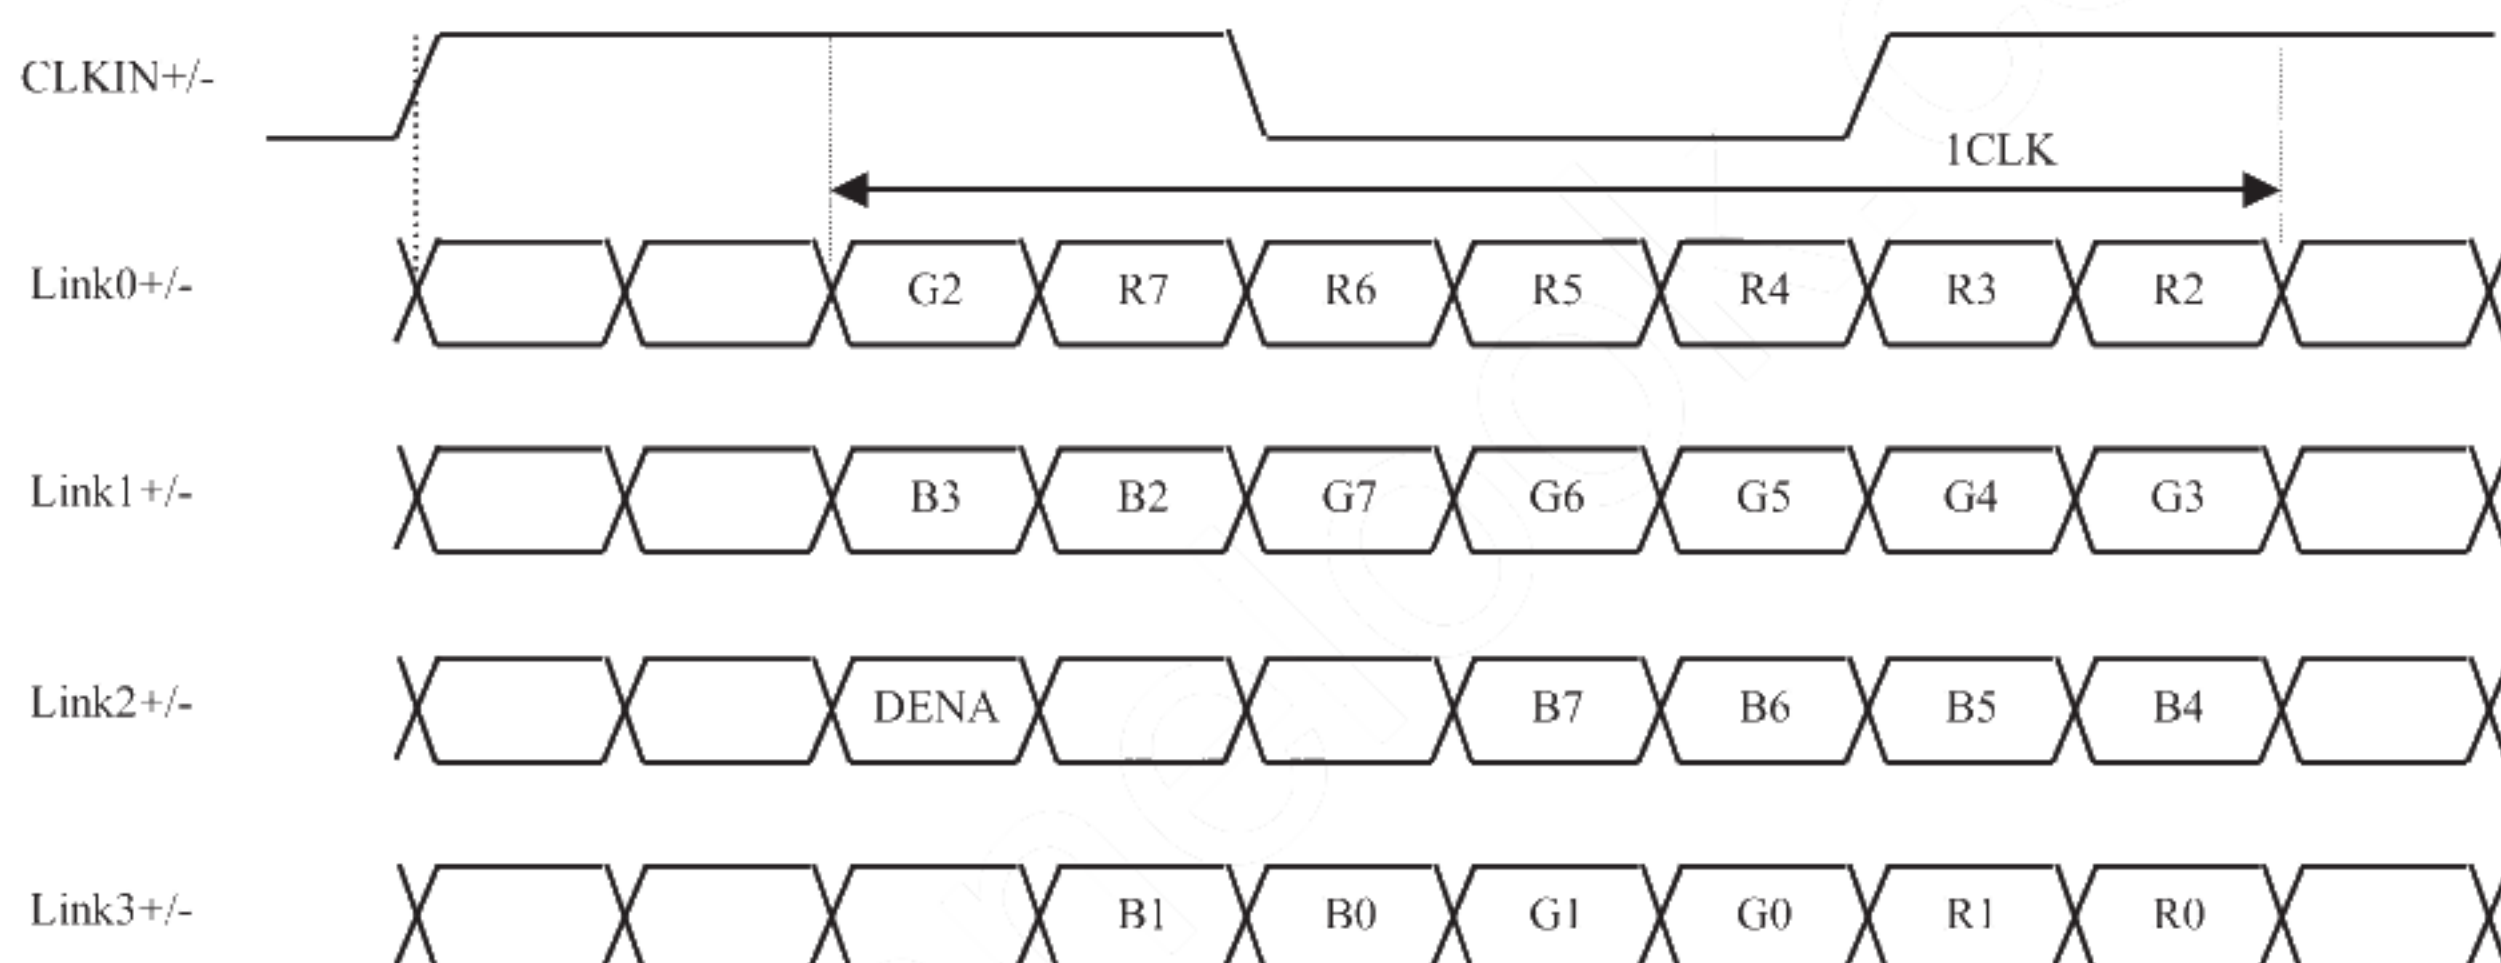 CLKIN+/-
1CLK
Link0+/- G2 R7 R6 R5 R4 R3 R2
Link1+/- B3 B2 G7 G6 G5 G4 G3
Link2+/- DENA B7 B6 B5 B4
Link3+/- B1 B0 G1 G0 R1 R0